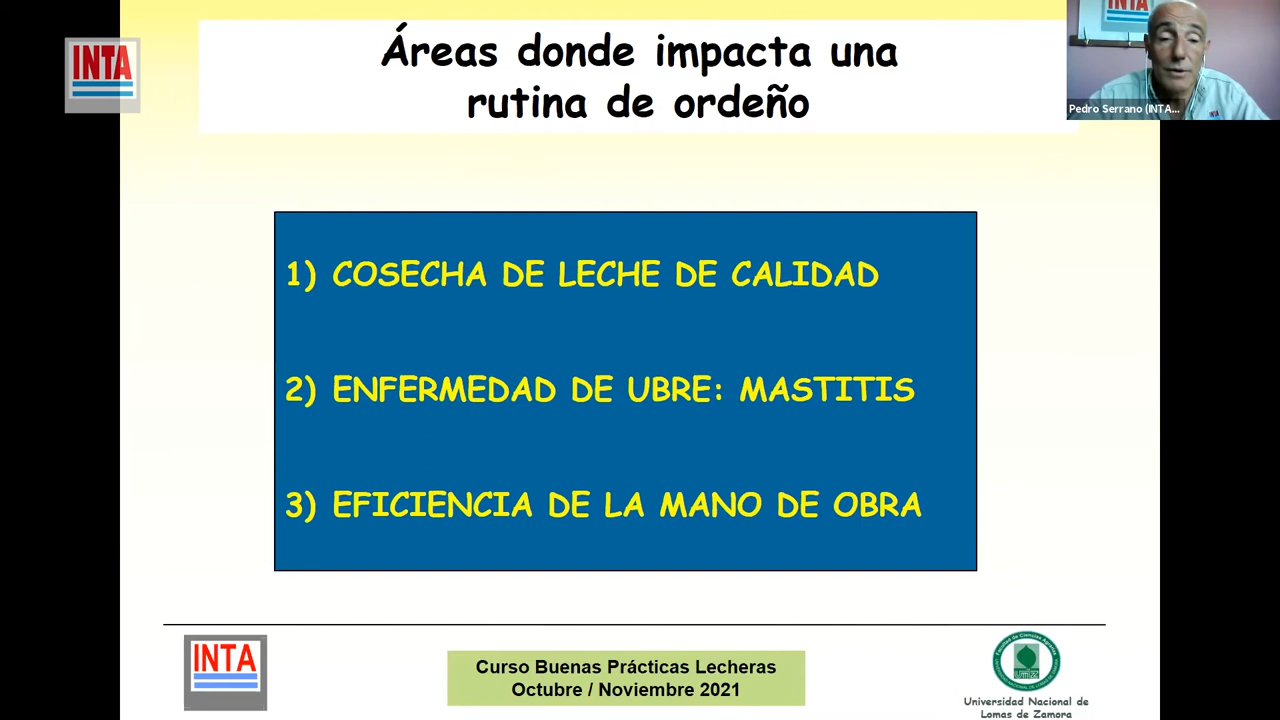 INTA
INTA
Pedro Serrano (INTA...
Áreas donde impacta una
rutina de ordeño
1) COSECHA DE LECHE DE CALIDAD
2) ENFERMEDAD DE UBRE: MASTITIS
3) EFICIENCIA DE LA MANO DE OBRA
INTA
Curso Buenas Prácticas Lecheras
Octubre / Noviembre 2021
Universidad Nacional de
Lomas de Zamora